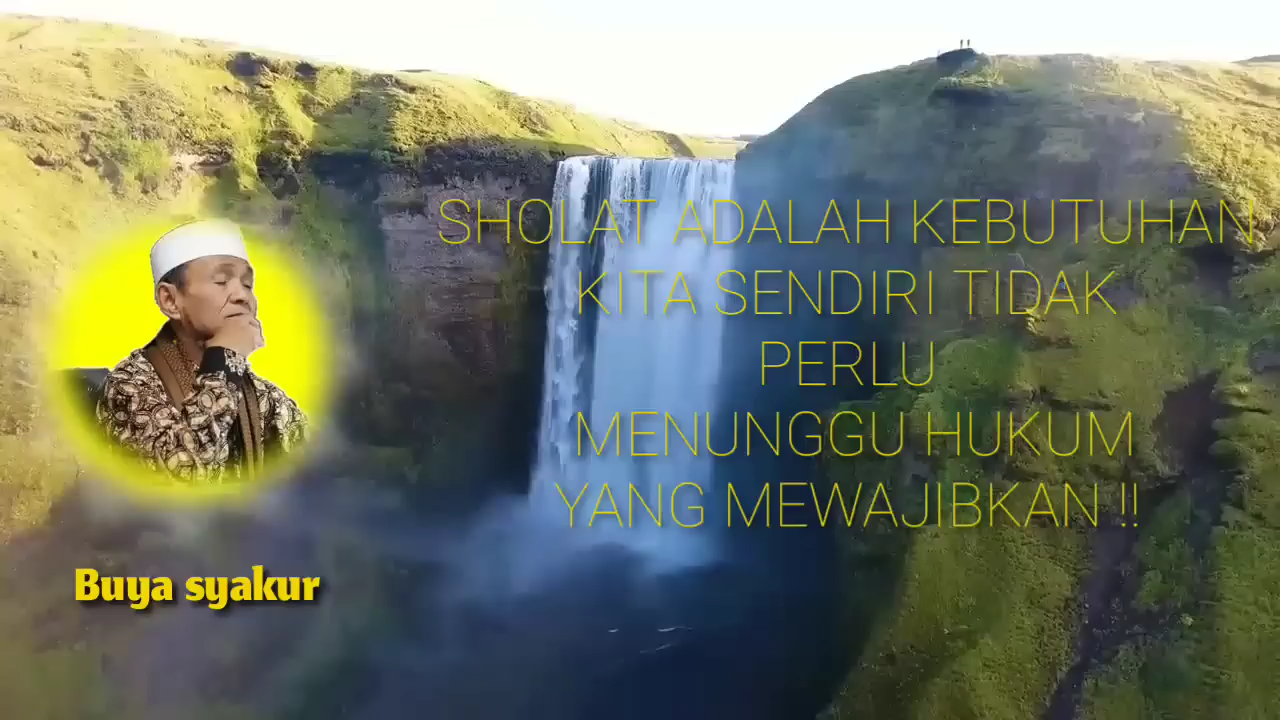 SHOLAT ADALAH KEBUTUHAN
KITA SENDIRI TIDAK
PERLU
MENUNGGU HUKUM
YANG MEWAJIBKAN !!
Buya syakur